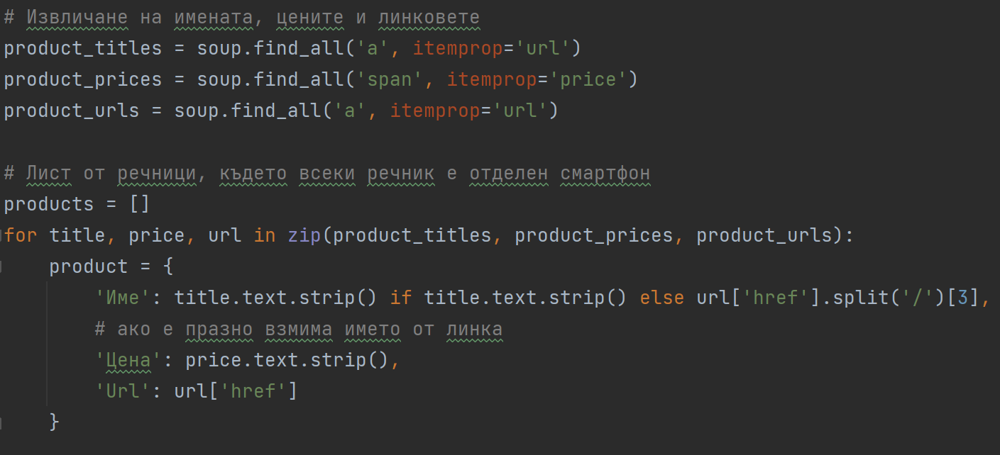 # Извличане на имената, цените и линковете
product_titles = soup.find_all('a', itemprop='url')
product_prices = soup.find_all('span', itemprop='price')
product_urls = soup.find_all('a', itemprop='url')
# Лист от речници, където всеки речник е отделен смартфон
products = []
for title, price, url in zip(product_titles, product_prices, product_urls):
    product = {
        'Име': title.text.strip() if title.text.strip() else url['href'].split('/')[3],
        # ако е празно взмима името от линка
        'Цена': price.text.strip(),
        'Url': url['href']
    }